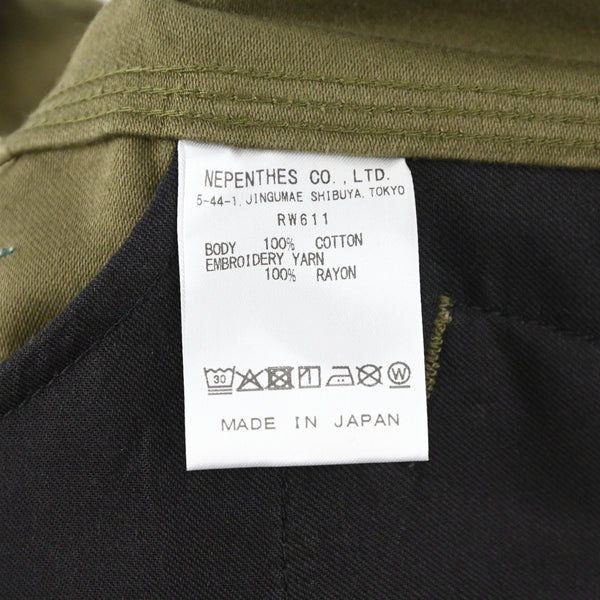 NEPENTHES CO.,LTD.
5-44-1, JINGUMAE SHIBUYA, TOKYO
RW611
BODY 100% COTTON
EMBROIDERY YARN
100% RAYON
30
W
MADE IN JAPAN